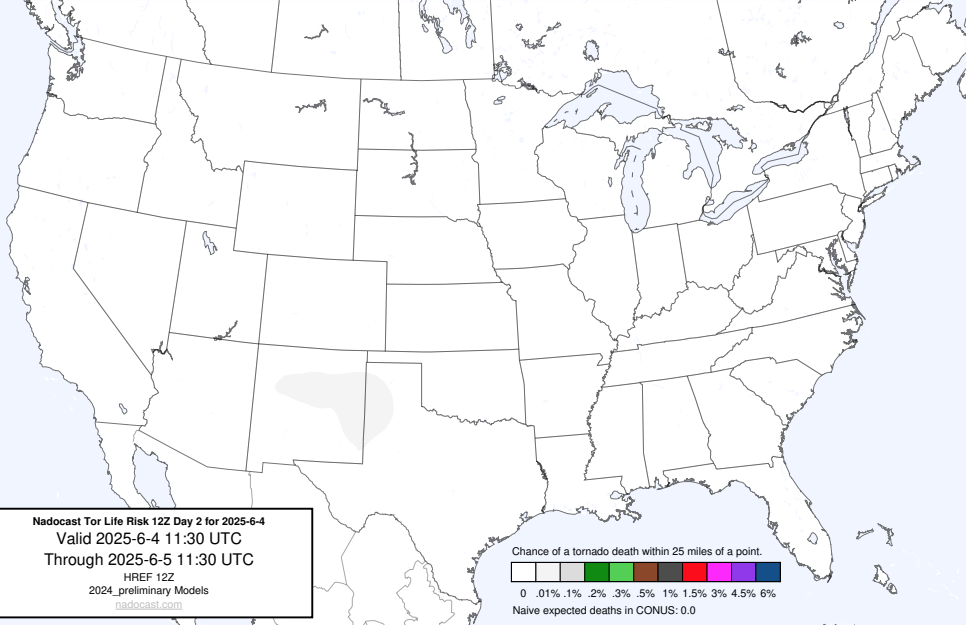 Nadocast Tor Life Risk 12Z Day 2 for 2025-6-4
Valid 2025-6-4 11:30 UTC
Through 2025-6-5 11:30 UTC
HREF 12Z
2024_preliminary Models
nadocast.com
Chance of a tornado death within 25 miles of a point.
0 .01% .1% .2% .3% .5% 1% 1.5% 3% 4.5% 6%
Naive expected deaths in CONUS: 0.0